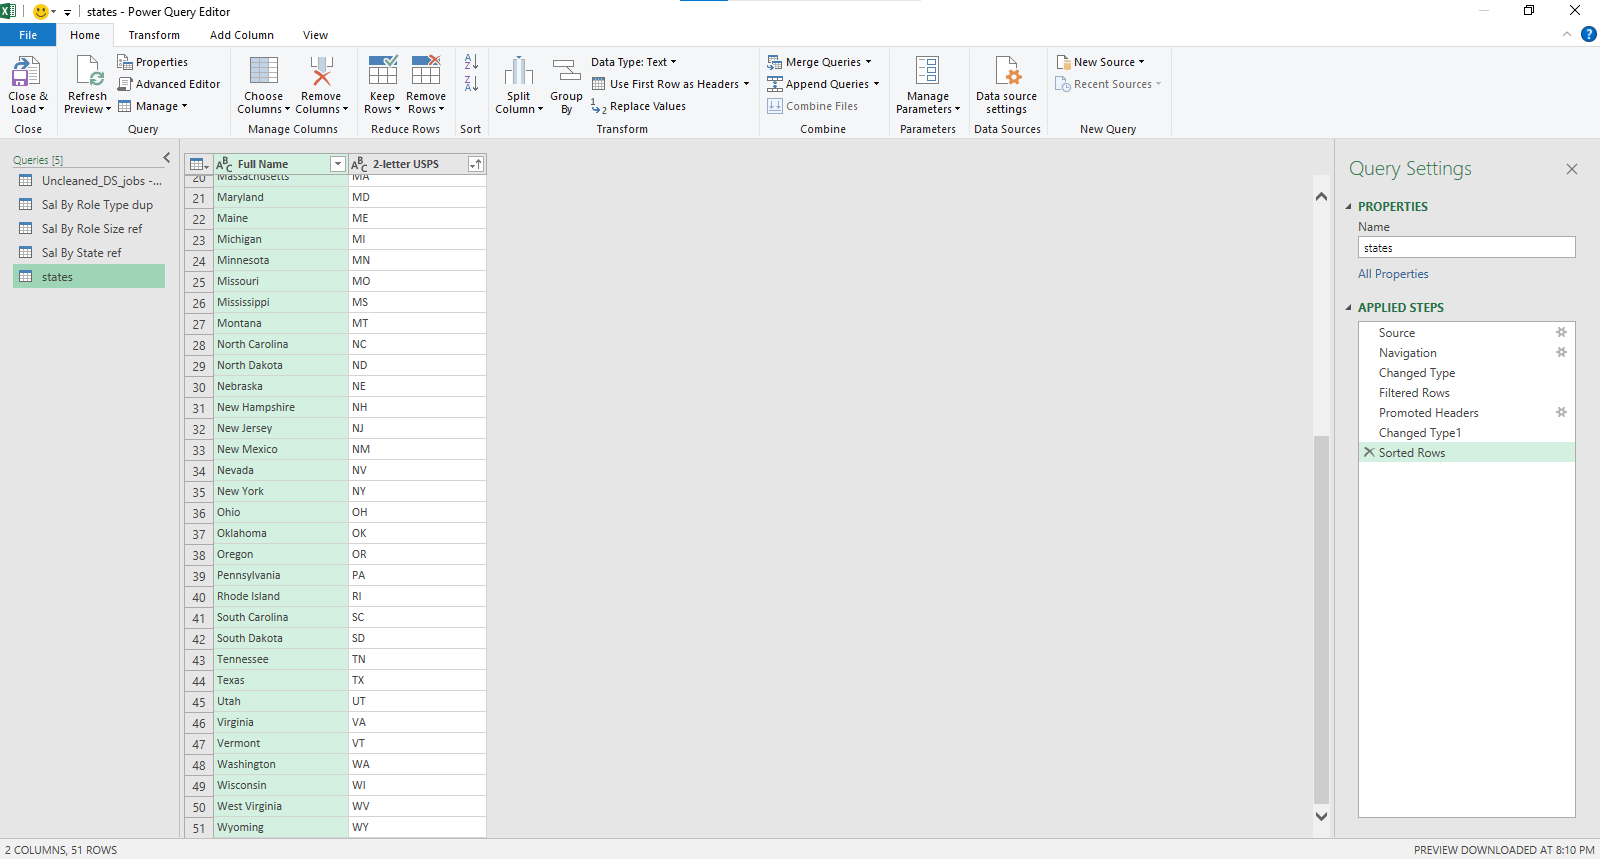 states - Power Query Editor
File Home Transform Add Column View
Close & Load
Close
Refresh Preview
Properties
Advanced Editor
Manage
Query
Choose Columns
Remove Columns
Manage Columns
Keep Rows
Remove Rows
Reduce Rows
Sort
Split Column
Group By
Data Type: Text
Use First Row as Headers
Replace Values
Transform
Merge Queries
Append Queries
Combine Files
Combine
Manage Parameters
Parameters
Data source settings
Data Sources
New Source
Recent Sources
New Query
Queries [5]
Uncleaned_DS_jobs -...
Sal By Role Type dup
Sal By Role Size ref
Sal By State ref
states
Full Name 2-letter USPS
20 Massachusetts MA
21 Maryland MD
22 Maine ME
23 Michigan MI
24 Minnesota MN
25 Missouri MO
26 Mississippi MS
27 Montana MT
28 North Carolina NC
29 North Dakota ND
30 Nebraska NE
31 New Hampshire NH
32 New Jersey NJ
33 New Mexico NM
34 Nevada NV
35 New York NY
36 Ohio OH
37 Oklahoma OK
38 Oregon OR
39 Pennsylvania PA
40 Rhode Island RI
41 South Carolina SC
42 South Dakota SD
43 Tennessee TN
44 Texas TX
45 Utah UT
46 Virginia VA
47 Vermont VT
48 Washington WA
49 Wisconsin WI
50 West Virginia WV
51 Wyoming WY
Query Settings
PROPERTIES
Name
states
All Properties
APPLIED STEPS
Source
Navigation
Changed Type
Filtered Rows
Promoted Headers
Changed Type1
Sorted Rows
2 COLUMNS, 51 ROWS
PREVIEW DOWNLOADED AT 8:10 PM